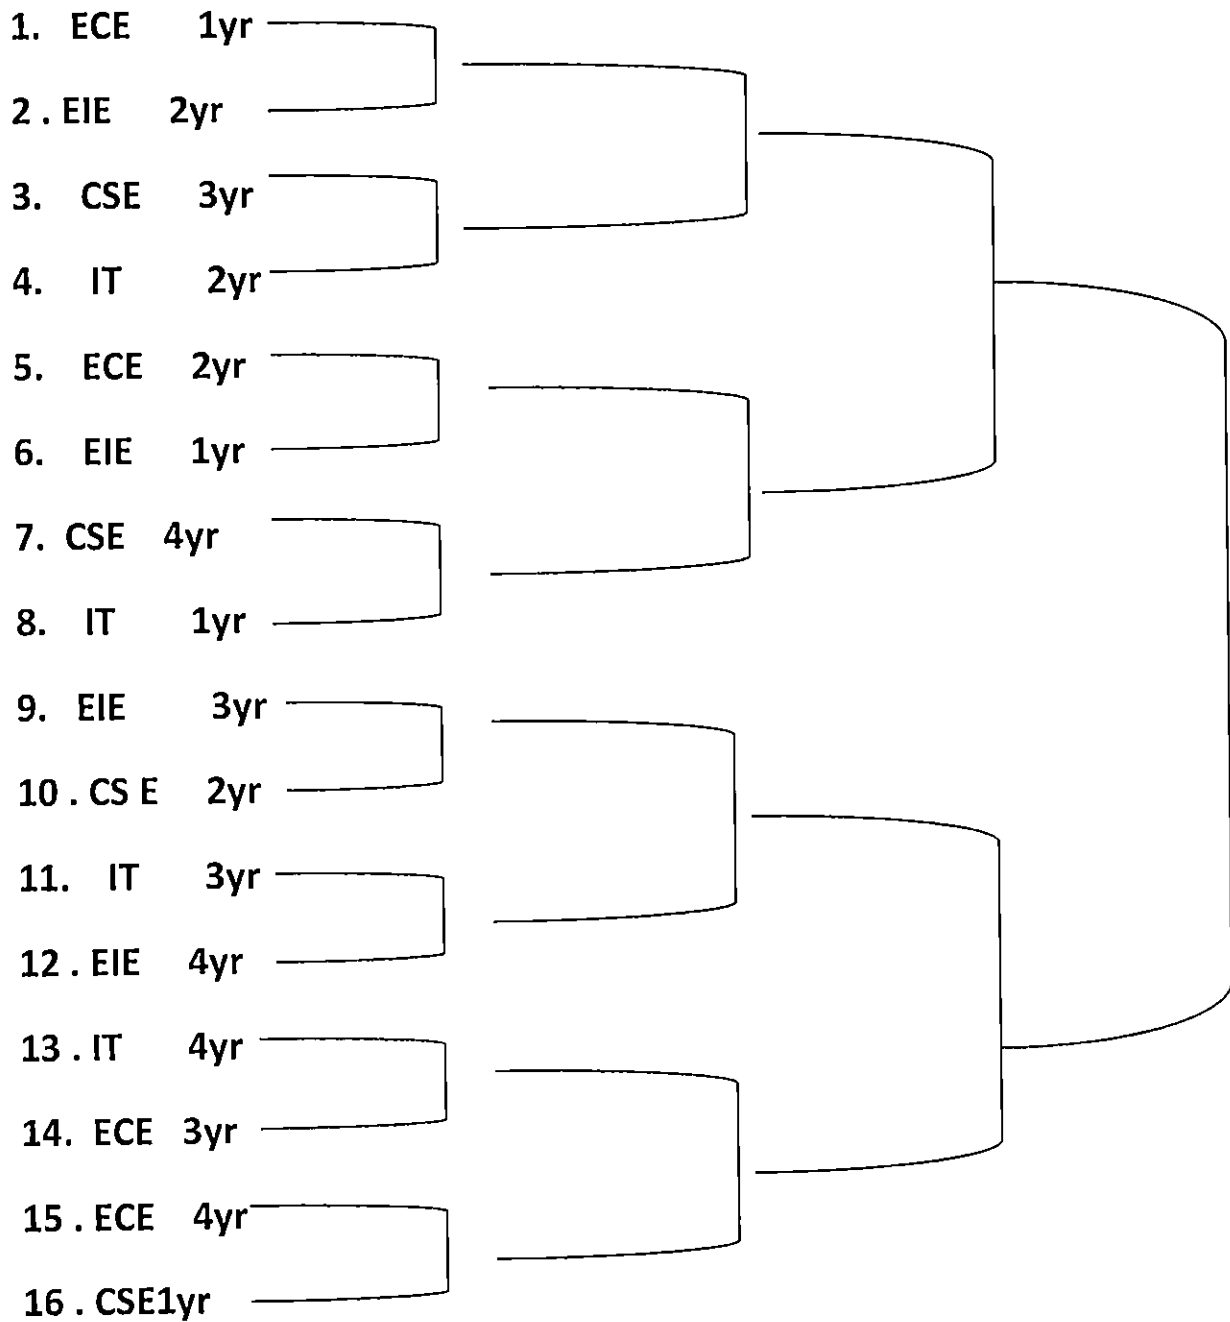 1. ECE 1yr
2 . EIE 2yr
3. CSE 3yr
4. IT 2yr
5. ECE 2yr
6. EIE 1yr
7. CSE 4yr
8. IT 1yr
9. EIE 3yr
10 . CS E 2yr
11. IT 3yr
12 . EIE 4yr
13 . IT 4yr
14. ECE 3yr
15 . ECE 4yr
16 . CSE1yr